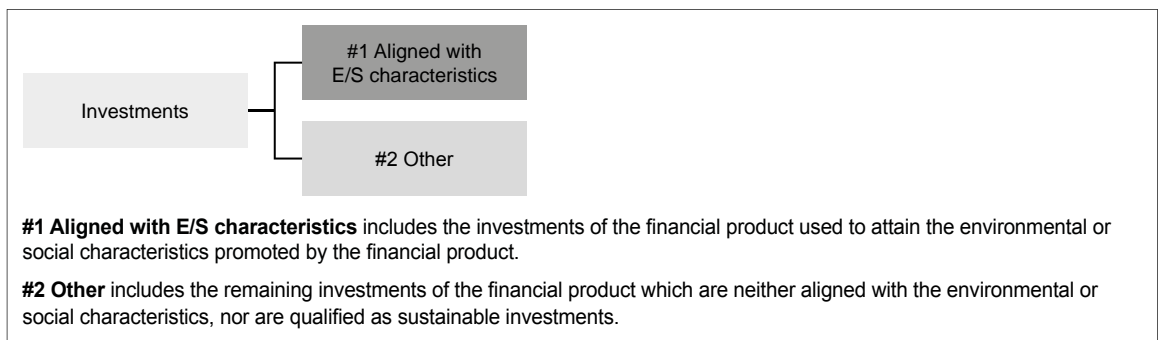 #1 Aligned with
E/S characteristics
Investments
#2 Other
#1 Aligned with E/S characteristics includes the investments of the financial product used to attain the environmental or
social characteristics promoted by the financial product.
#2 Other includes the remaining investments of the financial product which are neither aligned with the environmental or
social characteristics, nor are qualified as sustainable investments.